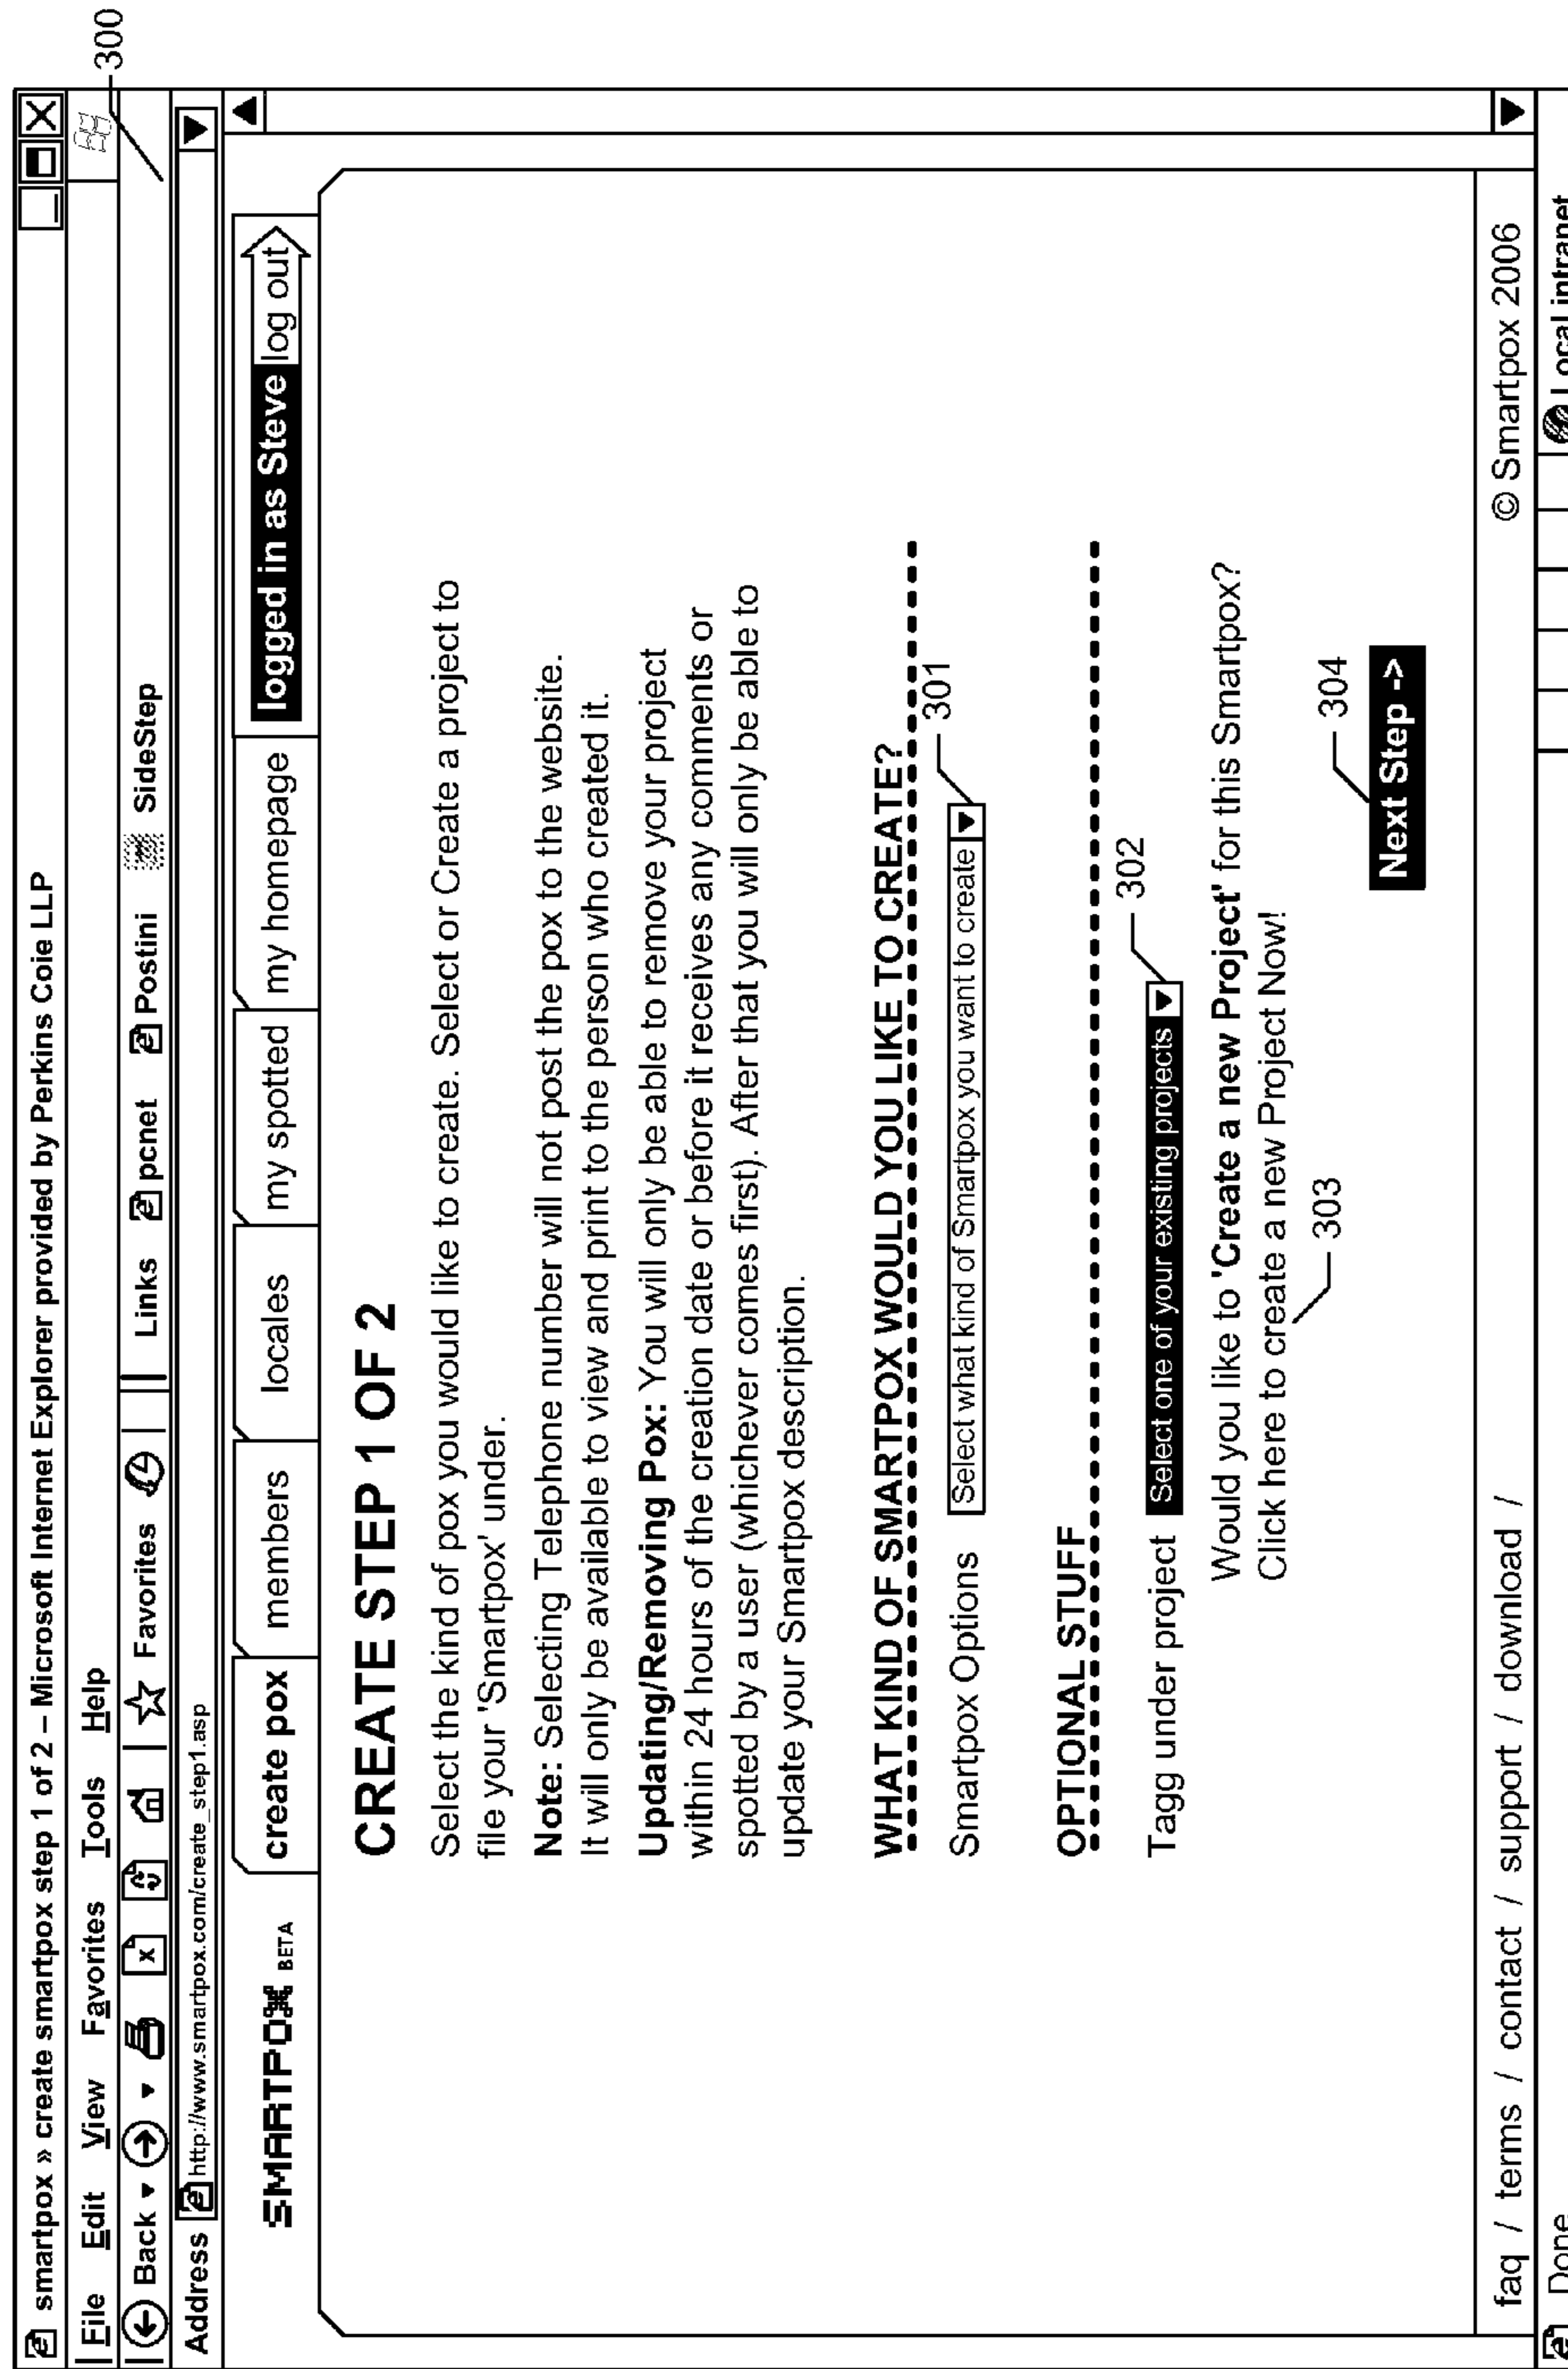 smartpox » create smartpox step 1 of 2 – Microsoft Internet Explorer provided by Perkins Coie LLP
File Edit View Favorites Tools Help
300
Back Favorites Links pcnet Postini SideStep
Address http://www.smartpox.com/create_step1.asp
SMARTPOX BETA create pox members locales my spotted my homepage logged in as Steve log out
CREATE STEP 1 OF 2
Select the kind of pox you would like to create. Select or Create a project to
file your 'Smartpox' under.
Note: Selecting Telephone number will not post the pox to the website.
It will only be available to view and print to the person who created it.
Updating/Removing Pox: You will only be able to remove your project
within 24 hours of the creation date or before it receives any comments or
spotted by a user (whichever comes first). After that you will only be able to
update your Smartpox description.
WHAT KIND OF SMARTPOX WOULD YOU LIKE TO CREATE?
301
Smartpox Options Select what kind of Smartpox you want to create
OPTIONAL STUFF
302
Tagg under project Select one of your existing projects
Would you like to 'Create a new Project' for this Smartpox?
Click here to create a new Project Now!
303
304
Next Step ->
faq / terms / contact / support / download / © Smartpox 2006
Done Local intranet